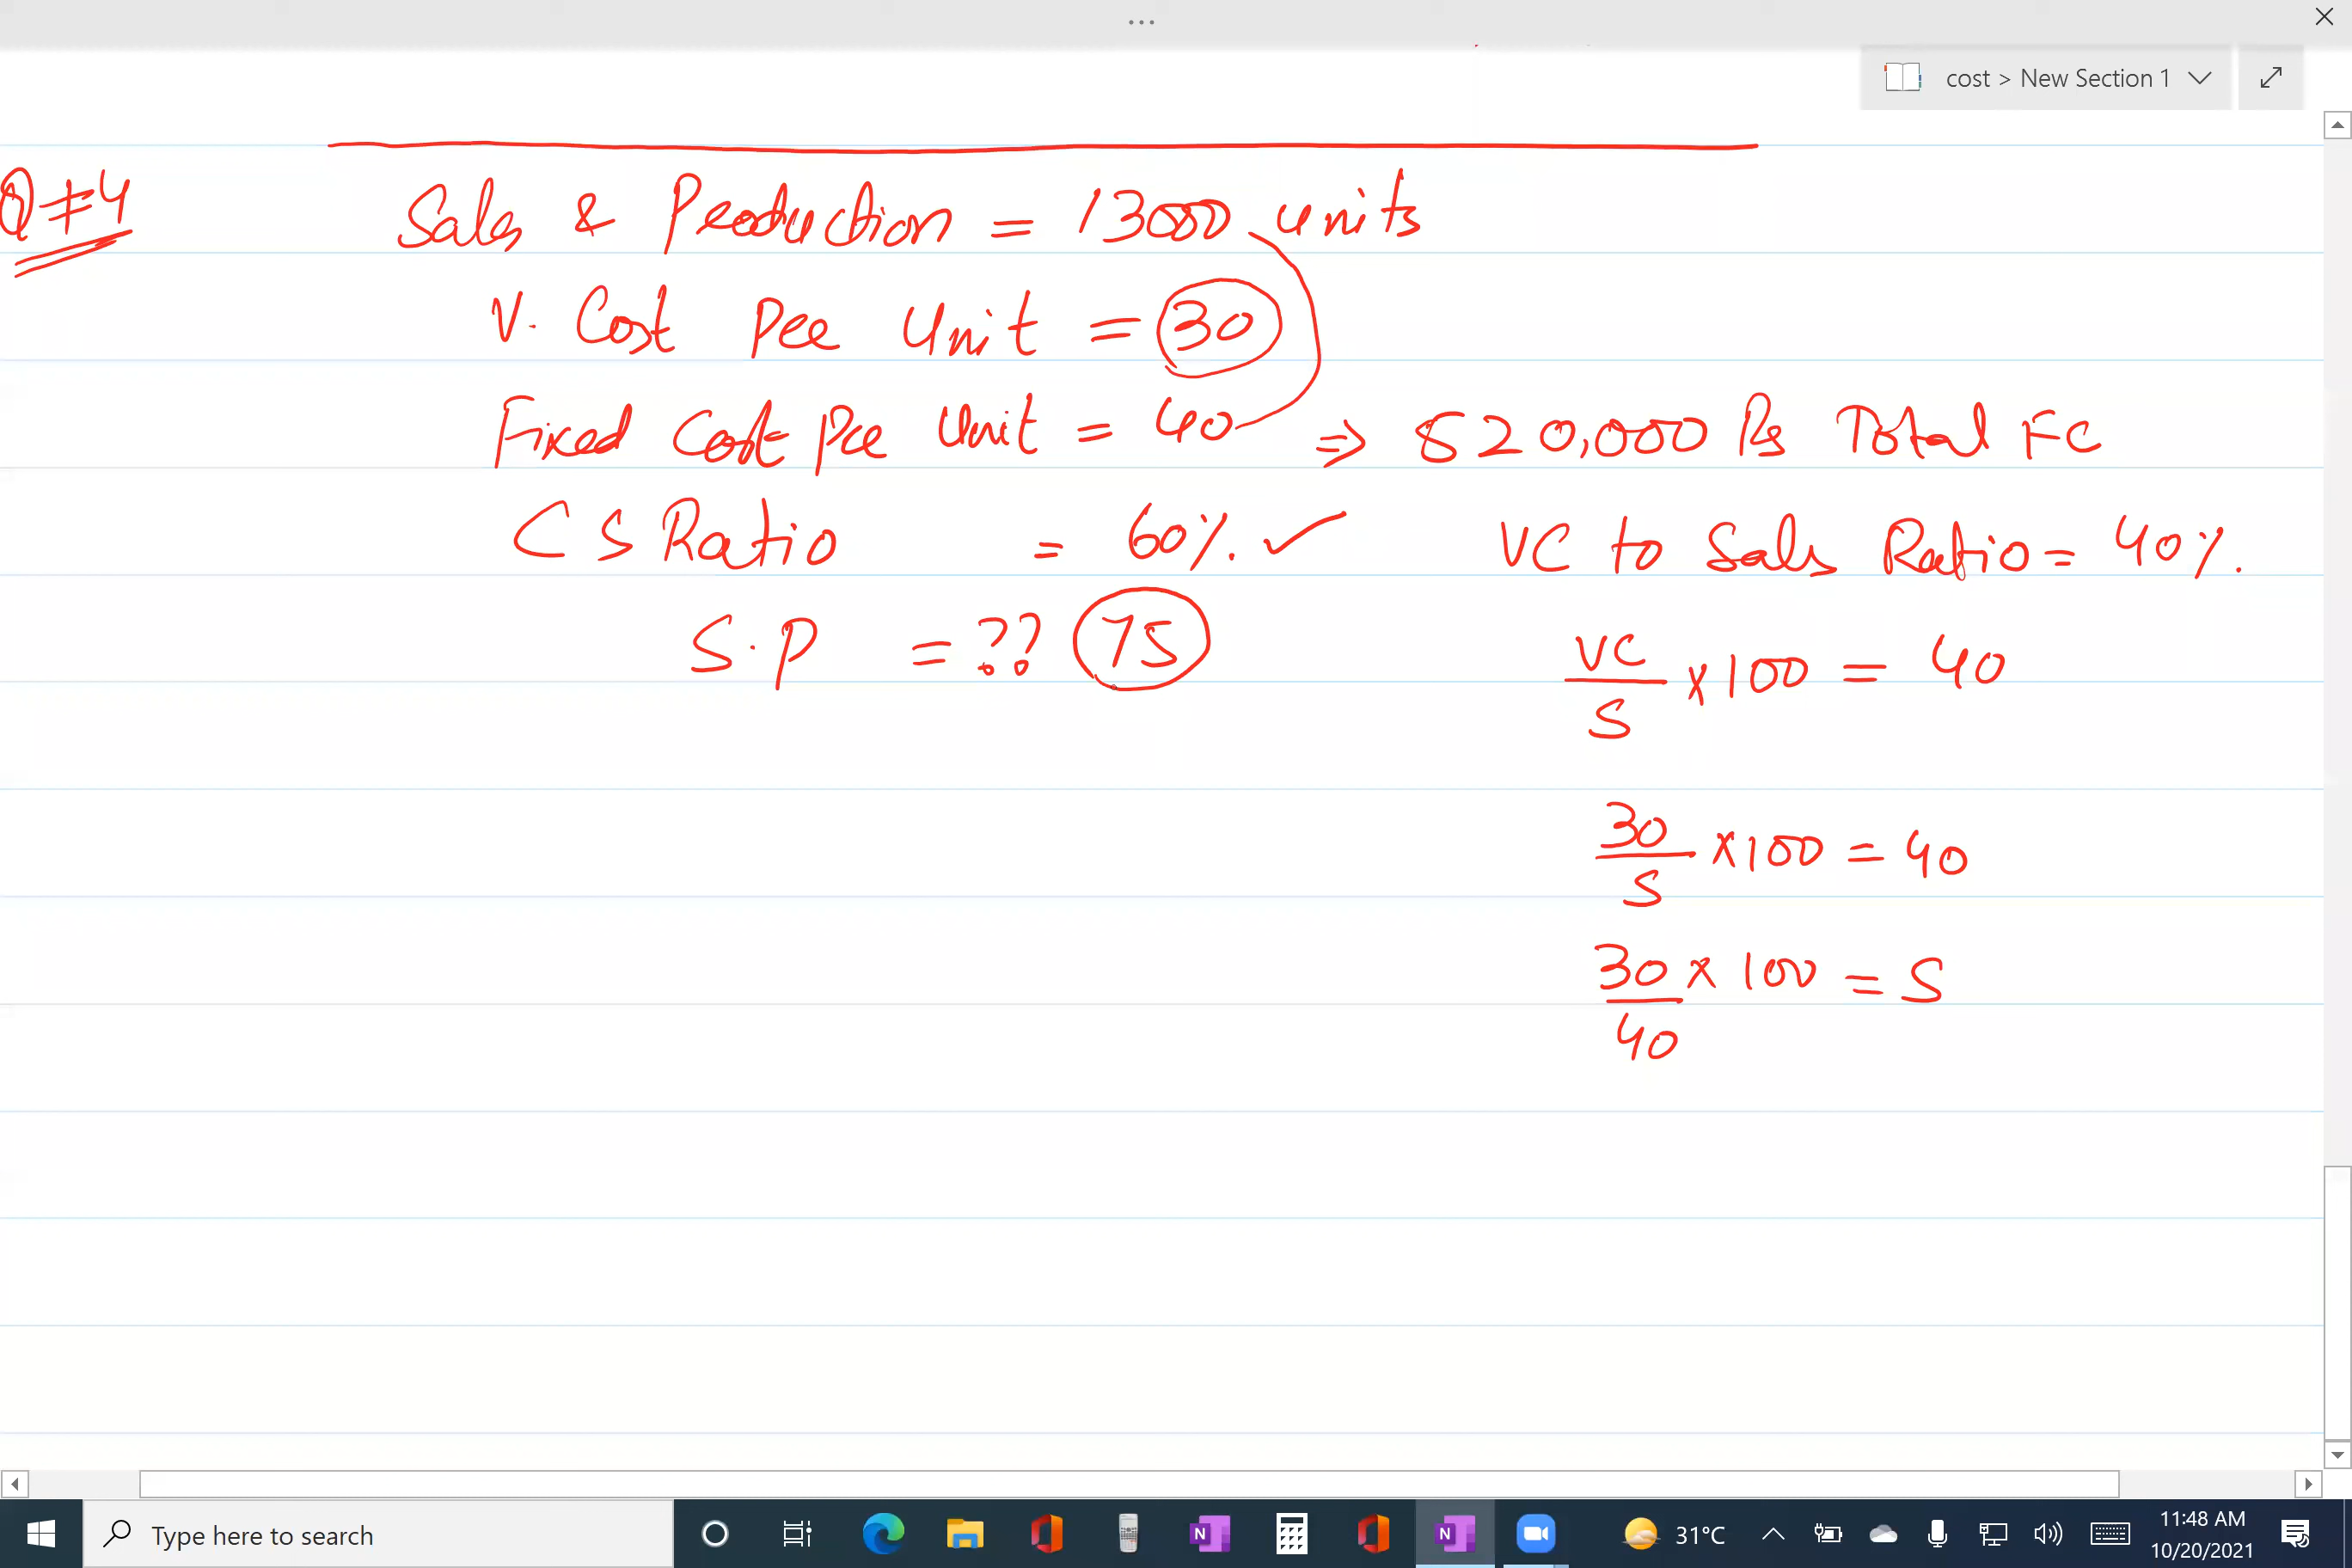 ...
cost > New Section 1
Q#4
Sales & Production = 13000 units
V. Cost Per Unit = 30
Fixed Cost Per Unit = 40 ⇒ 520,000 Rs Total FC
C S Ratio = 60% ✓ VC to Sales Ratio = 40%.
S.P = ?? 75
VC/S × 100 = 40
30/S × 100 = 40
30/40 × 100 = S
Type here to search
31°C
11:48 AM
10/20/2021